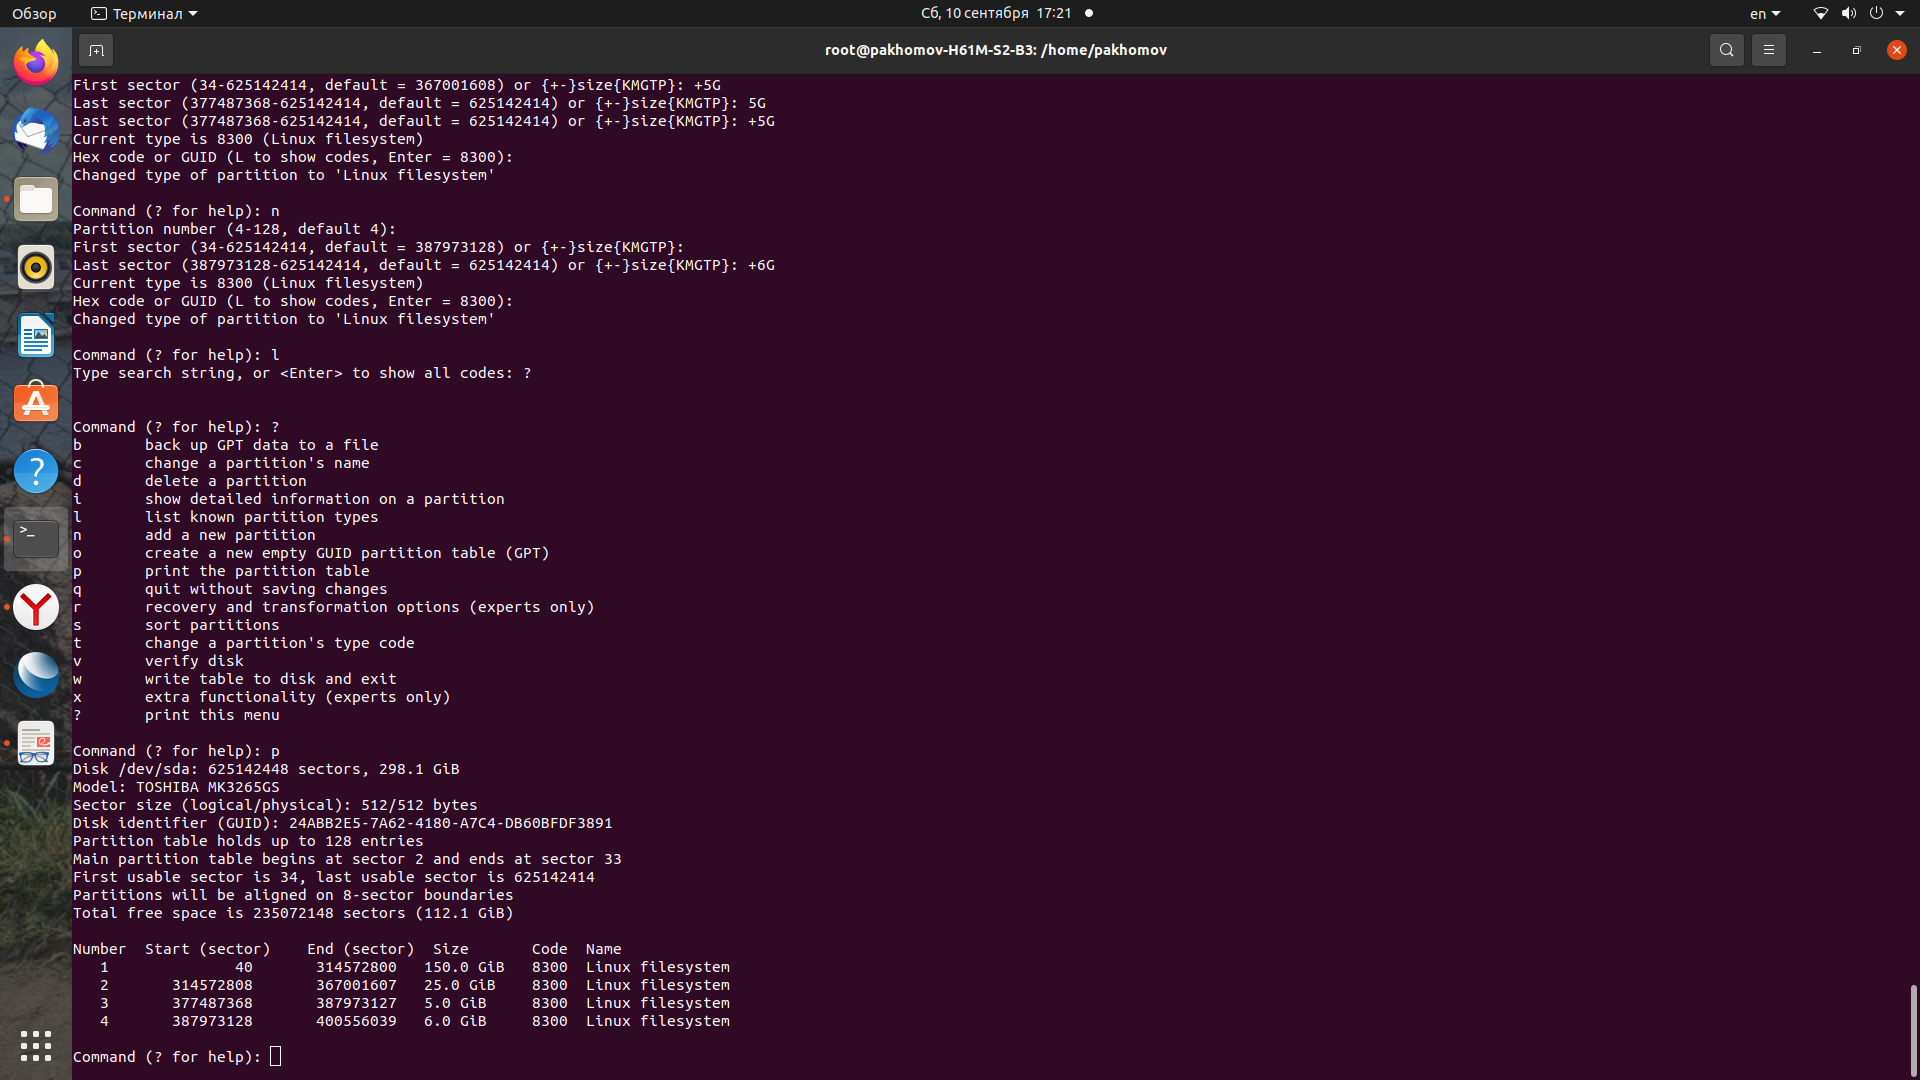 Обзор
Терминал
Сб, 10 сентября 17:21
en
root@pakhomov-H61M-S2-B3: /home/pakhomov
First sector (34-625142414, default = 367001608) or {+-}size{KMGTP}: +5G
Last sector (377487368-625142414, default = 625142414) or {+-}size{KMGTP}: 5G
Last sector (377487368-625142414, default = 625142414) or {+-}size{KMGTP}: +5G
Current type is 8300 (Linux filesystem)
Hex code or GUID (L to show codes, Enter = 8300):
Changed type of partition to 'Linux filesystem'
Command (? for help): n
Partition number (4-128, default 4):
First sector (34-625142414, default = 387973128) or {+-}size{KMGTP}:
Last sector (387973128-625142414, default = 625142414) or {+-}size{KMGTP}: +6G
Current type is 8300 (Linux filesystem)
Hex code or GUID (L to show codes, Enter = 8300):
Changed type of partition to 'Linux filesystem'
Command (? for help): l
Type search string, or <Enter> to show all codes: ?
Command (? for help): ?
b       back up GPT data to a file
c       change a partition's name
d       delete a partition
i       show detailed information on a partition
l       list known partition types
n       add a new partition
o       create a new empty GUID partition table (GPT)
p       print the partition table
q       quit without saving changes
r       recovery and transformation options (experts only)
s       sort partitions
t       change a partition's type code
v       verify disk
w       write table to disk and exit
x       extra functionality (experts only)
?       print this menu
Command (? for help): p
Disk /dev/sda: 625142448 sectors, 298.1 GiB
Model: TOSHIBA MK3265GS
Sector size (logical/physical): 512/512 bytes
Disk identifier (GUID): 24ABB2E5-7A62-4180-A7C4-DB60BFDF3891
Partition table holds up to 128 entries
Main partition table begins at sector 2 and ends at sector 33
First usable sector is 34, last usable sector is 625142414
Partitions will be aligned on 8-sector boundaries
Total free space is 235072148 sectors (112.1 GiB)
Number  Start (sector)    End (sector)  Size       Code  Name
   1              40       314572800   150.0 GiB   8300  Linux filesystem
   2       314572808       367001607   25.0 GiB    8300  Linux filesystem
   3       377487368       387973127   5.0 GiB     8300  Linux filesystem
   4       387973128       400556039   6.0 GiB     8300  Linux filesystem
Command (? for help):